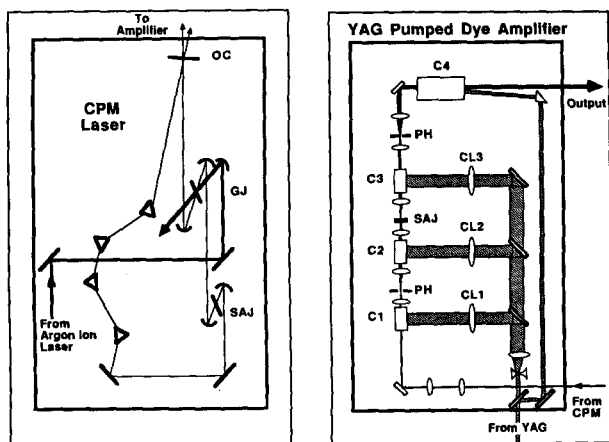 To
Amplifier
OC
CPM
Laser
GJ
SAJ
From
Argon Ion
Laser
YAG Pumped Dye Amplifier
C4
Output
PH
C3
CL3
SAJ
CL2
C2
PH
CL1
C1
From
CPM
From YAG